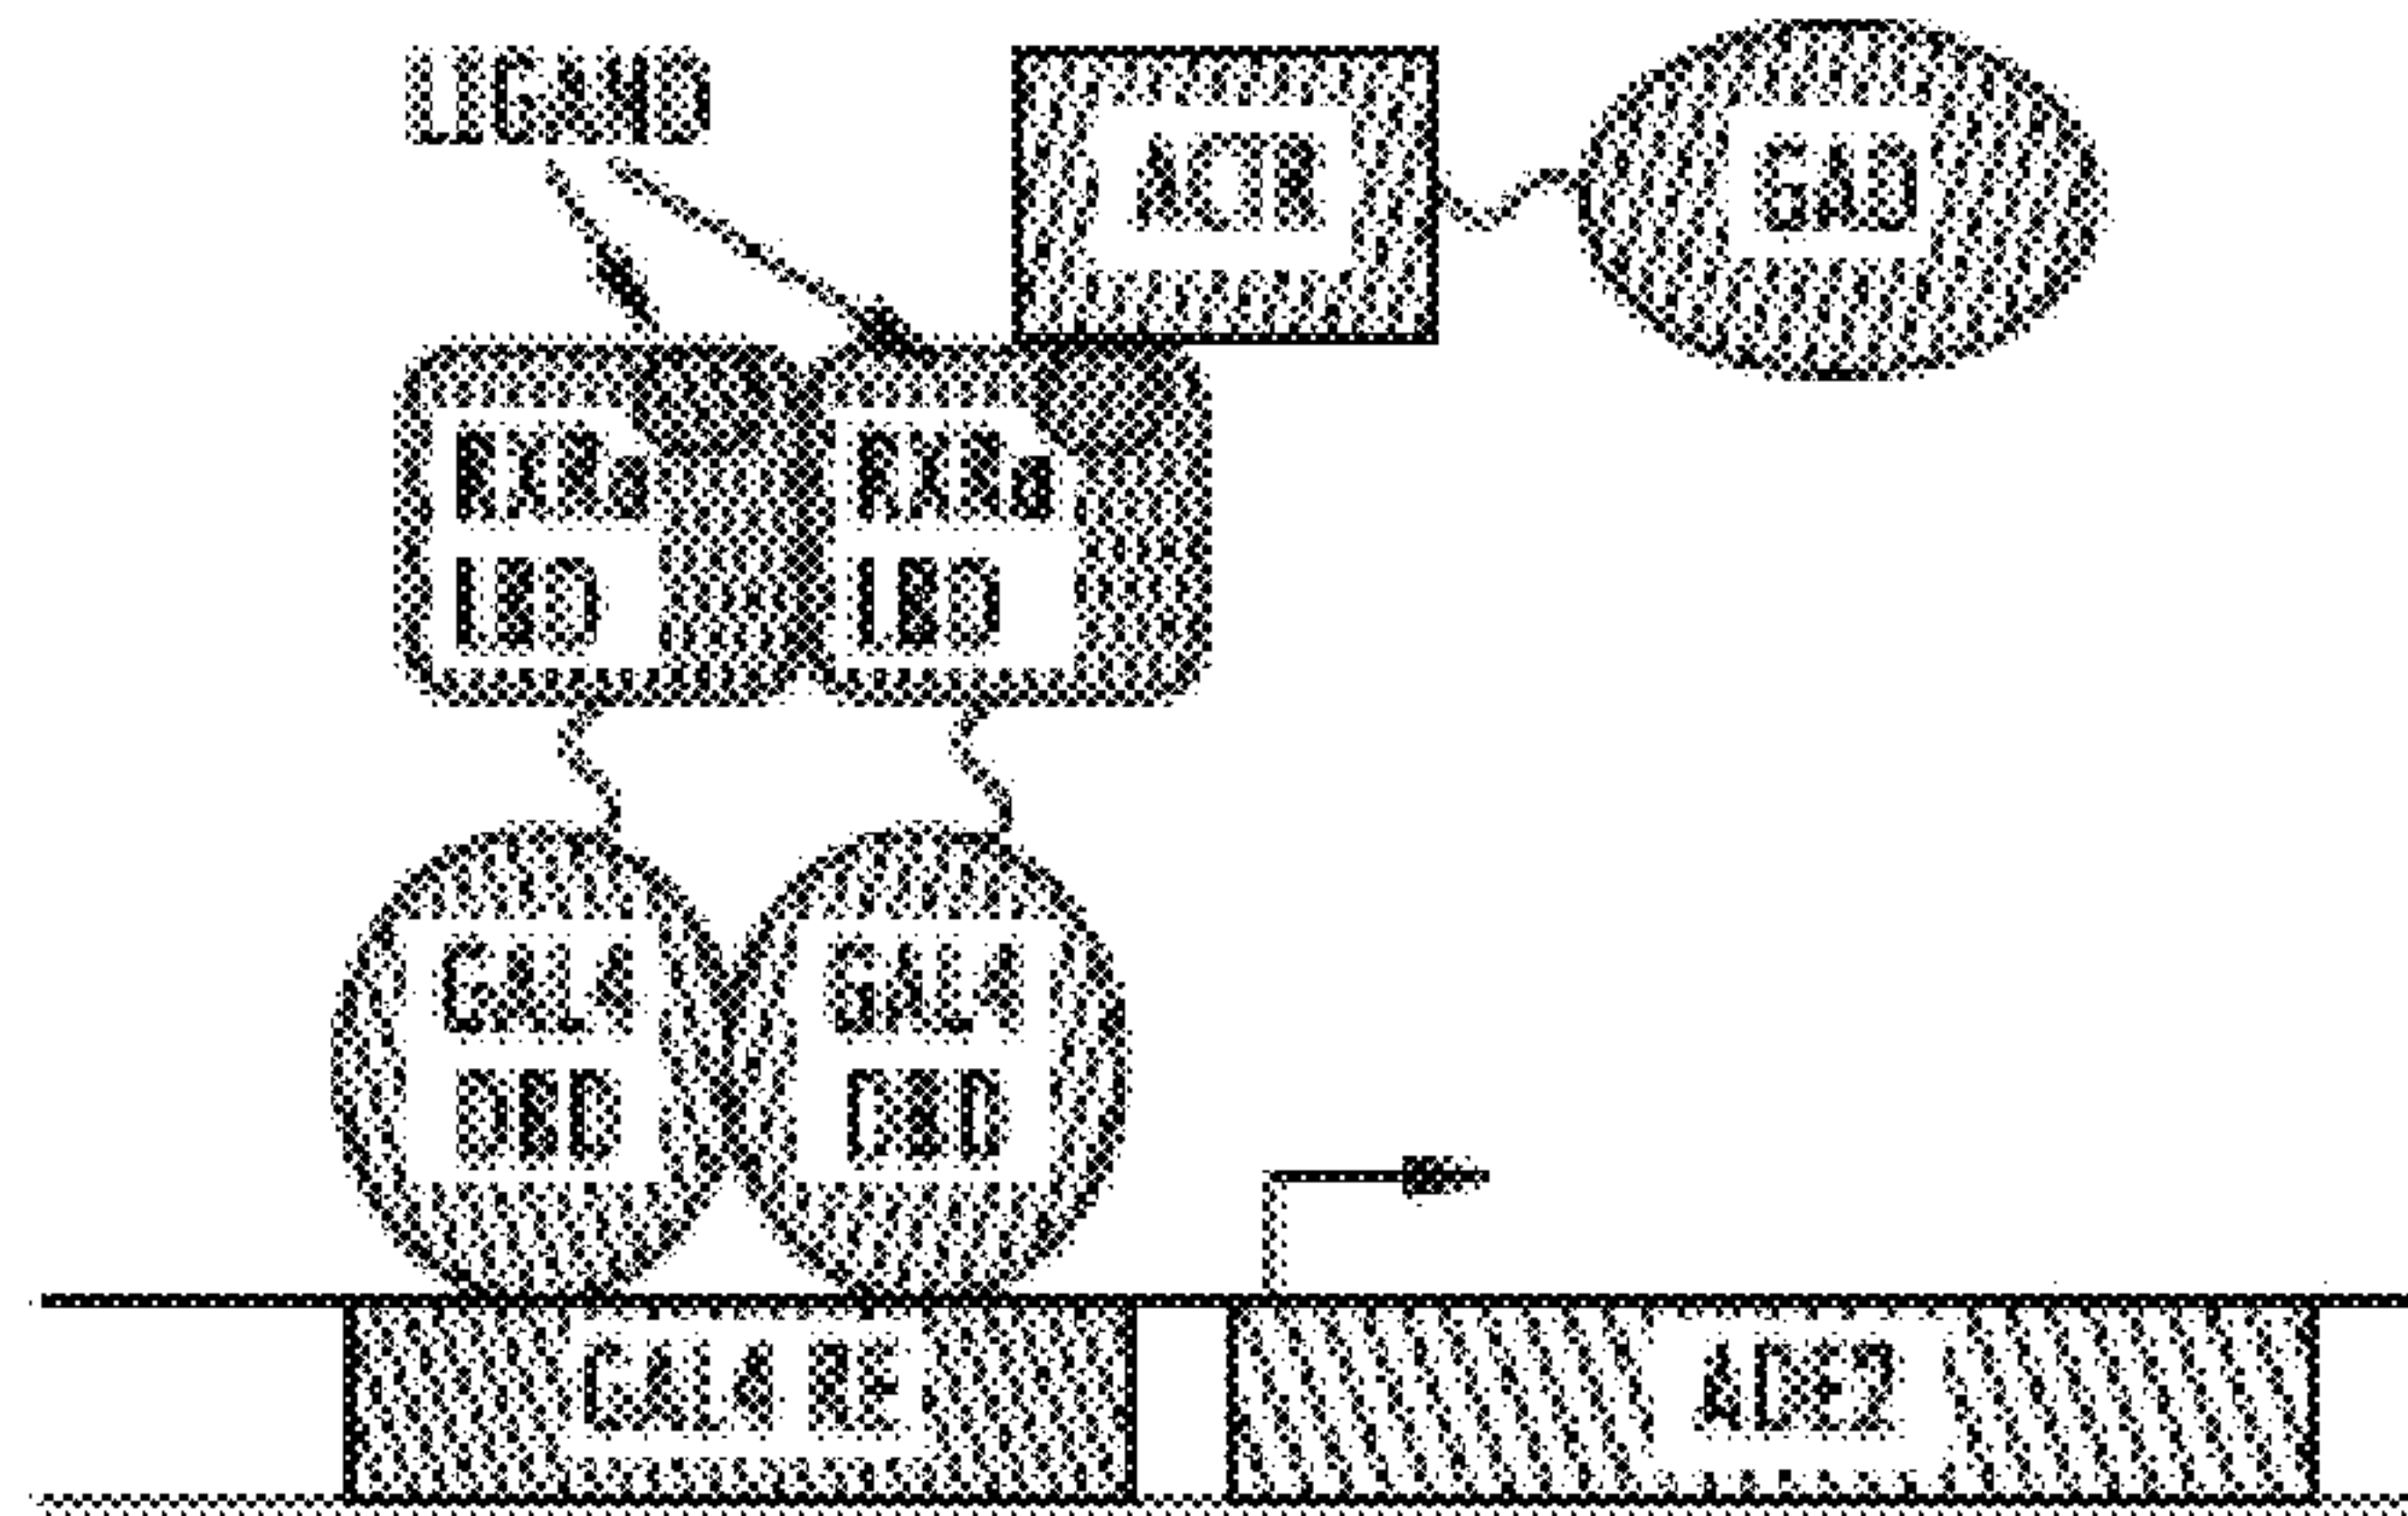 LIGAND
ACTR
GAD
RXRα
LBD
RXRα
LBD
GAL4
DBD
GAL4
DBD
GAL4 RE
ADE2